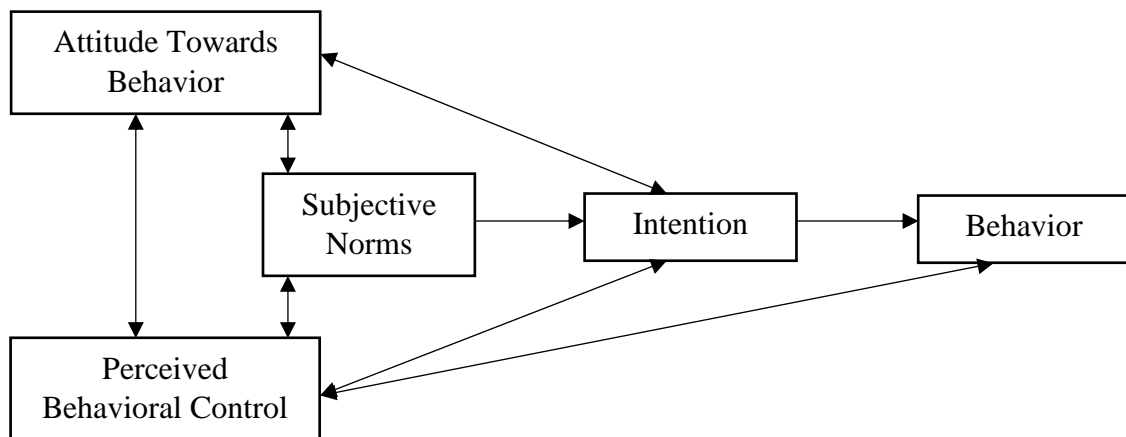 Attitude Towards
Behavior
Subjective
Norms
Intention
Behavior
Perceived
Behavioral Control